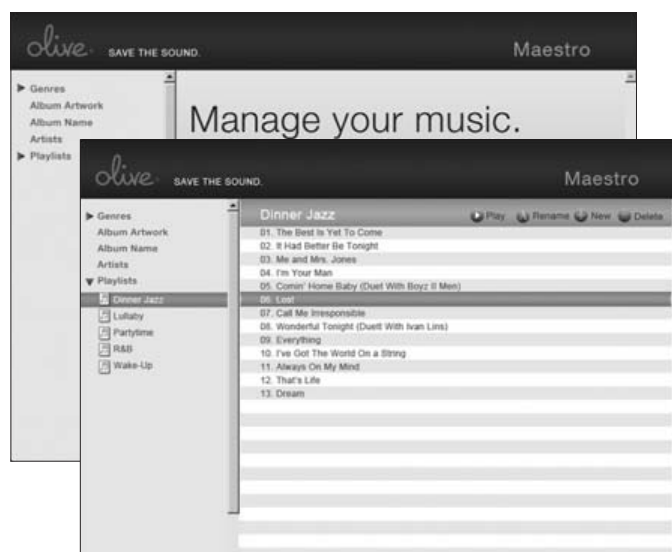 olive. SAVE THE SOUND. Maestro
Genres
Album Artwork
Album Name
Artists
Playlists
Manage your music.
olive. SAVE THE SOUND. Maestro
Genres
Album Artwork
Album Name
Artists
Playlists
Dinner Jazz
Lullaby
Partytime
R&B
Wake-Up
Dinner Jazz Play Rename New Delete
01. The Best Is Yet To Come
02. It Had Better Be Tonight
03. Me and Mrs. Jones
04. I'm Your Man
05. Comin' Home Baby (Duet With Boyz II Men)
06. Lost
07. Call Me Irresponsible
08. Wonderful Tonight (Duett With Ivan Lins)
09. Everything
10. I've Got The World On a String
11. Always On My Mind
12. That's Life
13. Dream